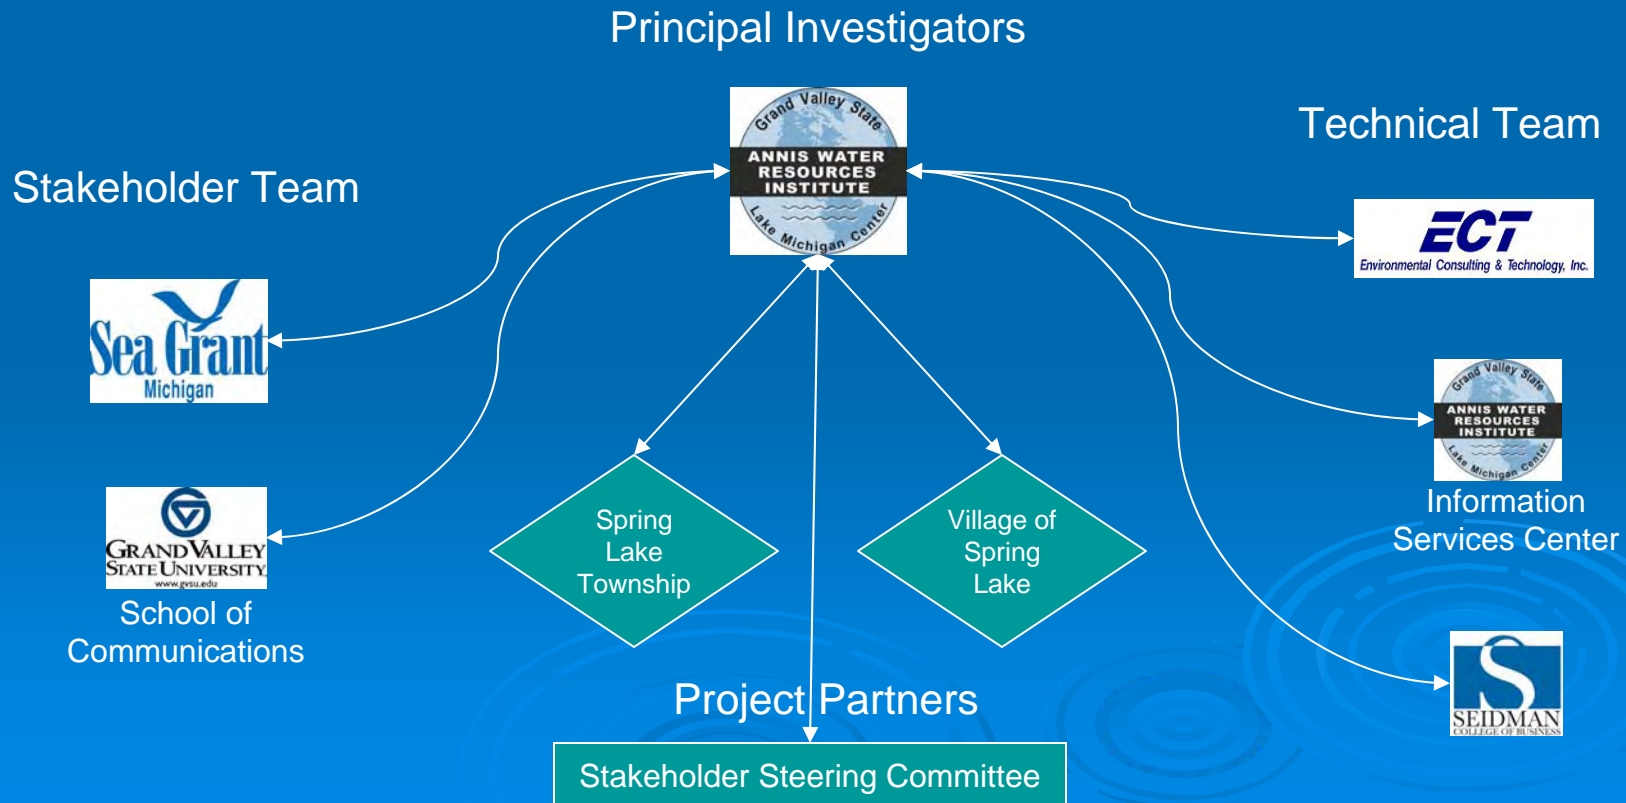 Principal Investigators
Grand Valley State
ANNIS WATER
RESOURCES
INSTITUTE
Lake Michigan Center
Technical Team
Stakeholder Team
ECT
Environmental Consulting & Technology, Inc.
Sea Grant
Michigan
Grand Valley State
ANNIS WATER
RESOURCES
INSTITUTE
Lake Michigan Center
Information
Services Center
GRAND VALLEY
STATE UNIVERSITY
www.gvsu.edu
School of
Communications
Spring
Lake
Township
Village of
Spring
Lake
S
SEIDMAN
COLLEGE OF BUSINESS
Project Partners
Stakeholder Steering Committee